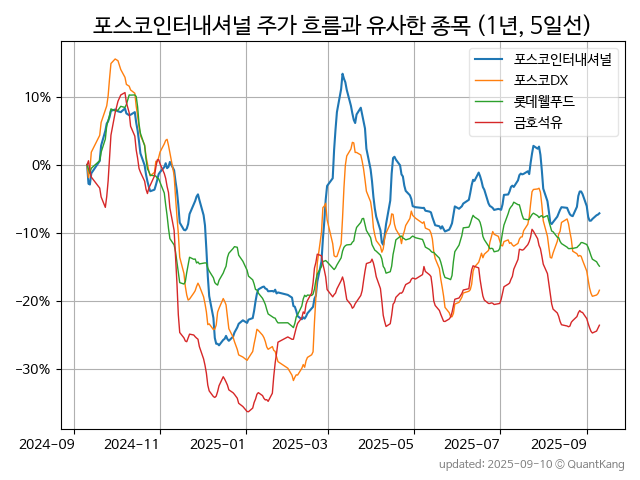 포스코인터내셔널 주가 흐름과 유사한 종목 (1년, 5일선)
포스코인터내셔널
포스코DX
롯데웰푸드
금호석유
10%
0%
−10%
−20%
−30%
2024-09 2024-11 2025-01 2025-03 2025-05 2025-07 2025-09
updated: 2025-09-10 © QuantKang